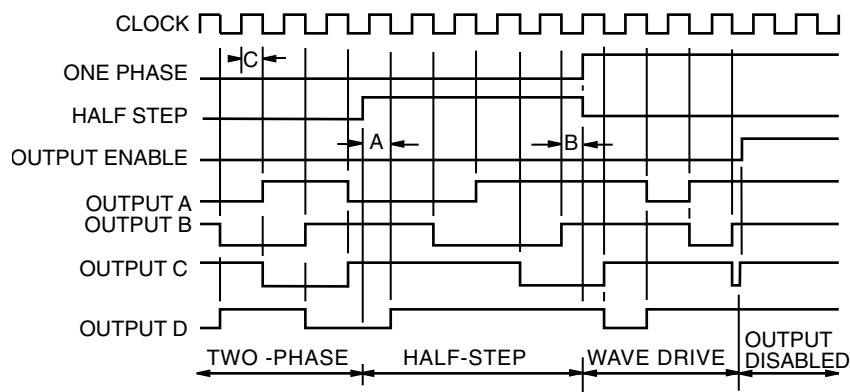 CLOCK
C
ONE PHASE
HALF STEP
A
B
OUTPUT ENABLE
OUTPUT A
OUTPUT B
OUTPUT C
OUTPUT D
TWO -PHASE
HALF-STEP
WAVE DRIVE
OUTPUT
DISABLED